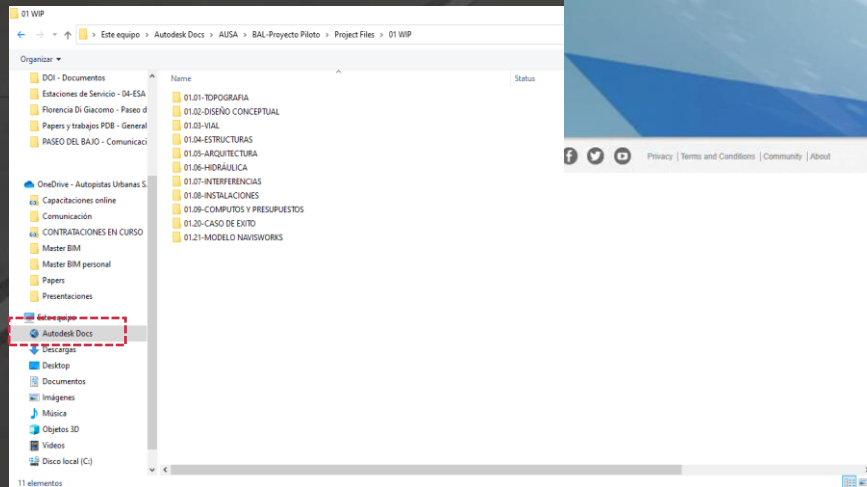 01 WIP
Este equipo > Autodesk Docs > AUSA > BAL-Proyecto Piloto > Project Files > 01 WIP
Organizar
DOI - Documentos
Estaciones de Servicio - 04-ESA
Florencia Di Giacomo - Paseo d
Papers y trabajos PDB - General
PASEO DEL BAJO - Comunicaci
OneDrive - Autopistas Urbanas S.
Capacitaciones online
Comunicación
CONTRATACIONES EN CURSO
Master BIM
Master BIM personal
Papers
Presentaciones
Este equipo
Autodesk Docs
Descargas
Desktop
Documentos
Imágenes
Música
Objetos 3D
Videos
Disco local (C:)
11 elementos
Name
Status
01.01-TOPOGRAFIA
01.02-DISEÑO CONCEPTUAL
01.03-VIAL
01.04-ESTRUCTURAS
01.05-ARQUITECTURA
01.06-HIDRÁULICA
01.07-INTERFERENCIAS
01.08-INSTALACIONES
01.09-COMPUTOS Y PRESUPUESTOS
01.20-CASO DE EXITO
01.21-MODELO NAVISWORKS
Privacy | Terms and Conditions | Community | About